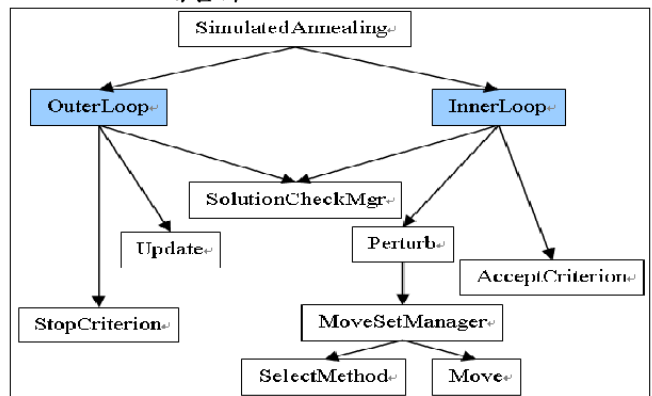 SimulatedAnnealing
OuterLoop
InnerLoop
SolutionCheckMgr
Update
Perturb
AcceptCriterion
StopCriterion
MoveSetManager
SelectMethod
Move